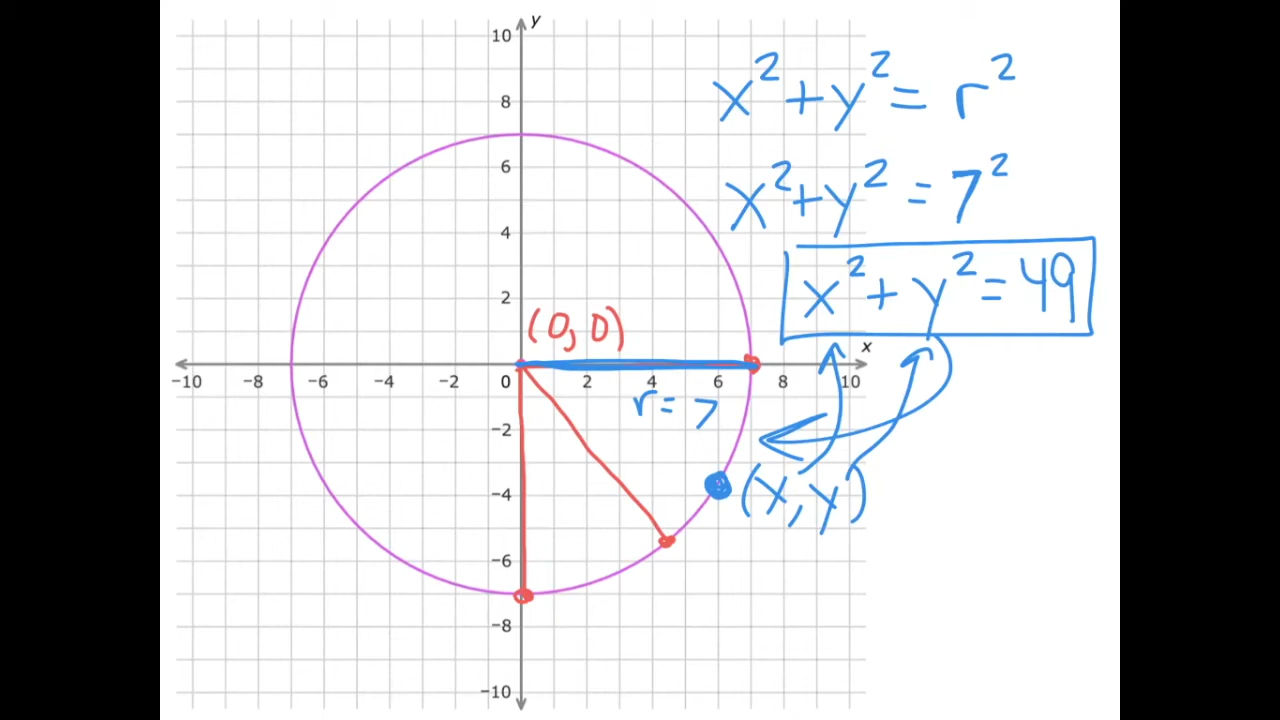 y
10
8
6
4
2
0
−2
−4
−6
−8
−10
−10 −8 −6 −4 −2 2 4 6 8 10
x
(0, 0)
r = 7
(x, y)
x² + y² = r²
x² + y² = 7²
x² + y² = 49